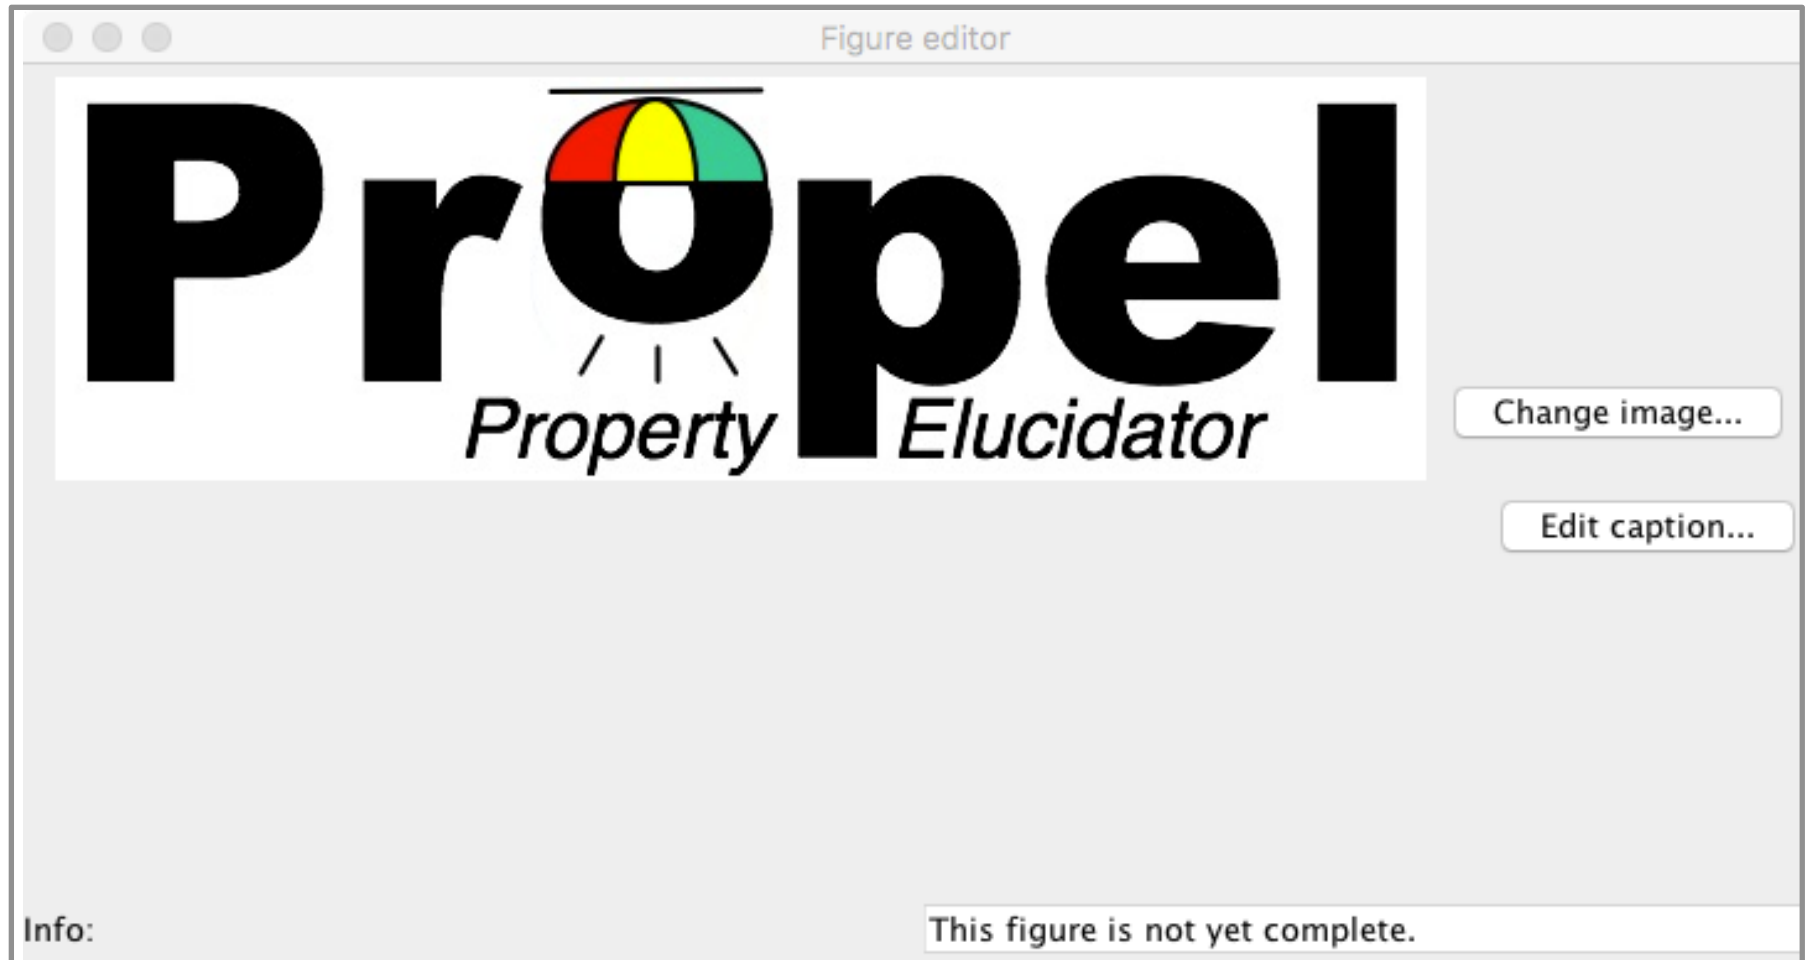 Figure editor
Propel
Property Elucidator
Change image...
Edit caption...
Info: This figure is not yet complete.